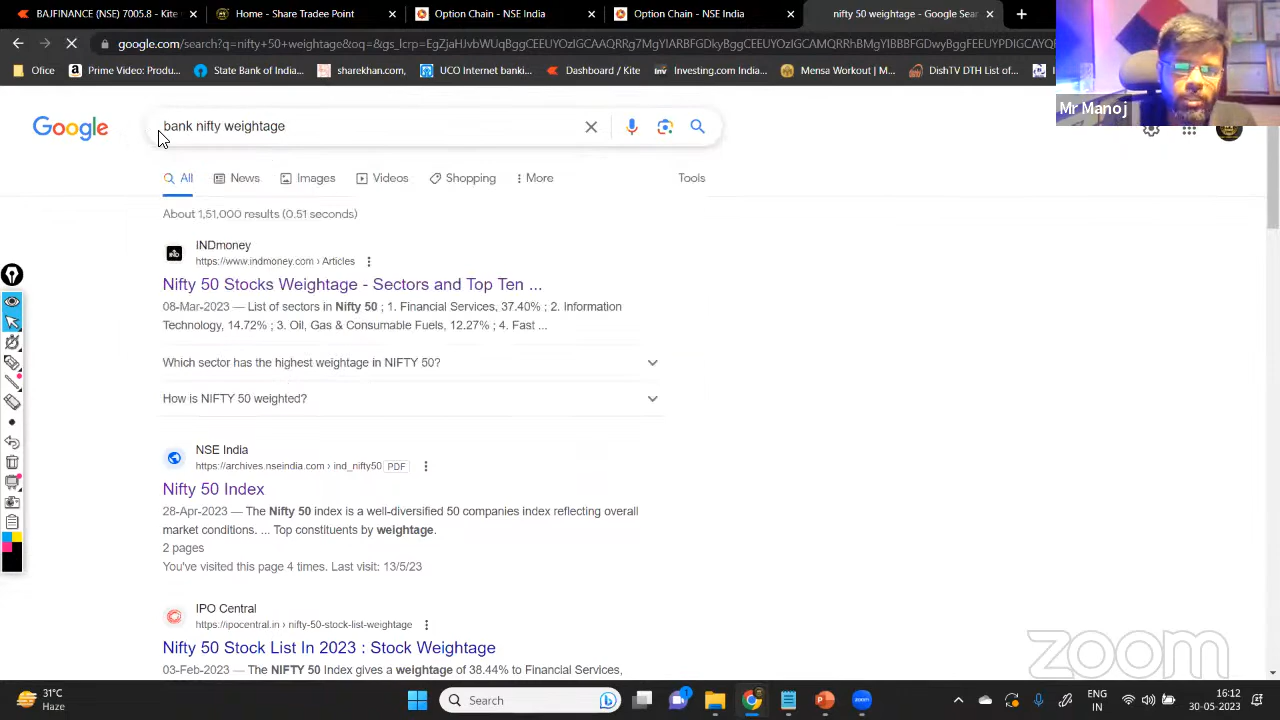 BAJFINANCE (NSE) 7005.8 - Kite
Home - Share Trader Point
Option Chain - NSE India
Option Chain - NSE India
nifty 50 weightage - Google Sea
google.com/search?q=nifty+50+weightage&oq=&gs_lcrp=EgZjaHJvbWUqBggCEEUYOzIGCAAQRRg7MgYIARBFGDkyBggCEEUYOzIGCAMQRRhBMgYIBBBFGDwyBggFEEUYPDIGCAYQ
Ofice
Prime Video: Produ...
State Bank of India...
sharekhan.com...
UCO Internet banki...
Dashboard / Kite
Investing.com India...
Mensa Workout | M...
DishTV DTH List of...
Mr Manoj
Google
bank nifty weightage
All
News
Images
Videos
Shopping
More
Tools
About 1,51,000 results (0.51 seconds)
INDmoney
https://www.indmoney.com › Articles
Nifty 50 Stocks Weightage - Sectors and Top Ten ...
08-Mar-2023 — List of sectors in Nifty 50 ; 1. Financial Services, 37.40% ; 2. Information
Technology, 14.72% ; 3. Oil, Gas & Consumable Fuels, 12.27% ; 4. Fast ...
Which sector has the highest weightage in NIFTY 50?
How is NIFTY 50 weighted?
NSE India
https://archives.nseindia.com › ind_nifty50 PDF
Nifty 50 Index
28-Apr-2023 — The Nifty 50 index is a well-diversified 50 companies index reflecting overall
market conditions. ... Top constituents by weightage.
2 pages
You've visited this page 4 times. Last visit: 13/5/23
IPO Central
https://ipocentral.in › nifty-50-stock-list-weightage
Nifty 50 Stock List In 2023 : Stock Weightage
03-Feb-2023 — The NIFTY 50 Index gives a weightage of 38.44% to Financial Services,
zoom
31°C
Haze
Search
ENG
IN
16:12
30-05-2023